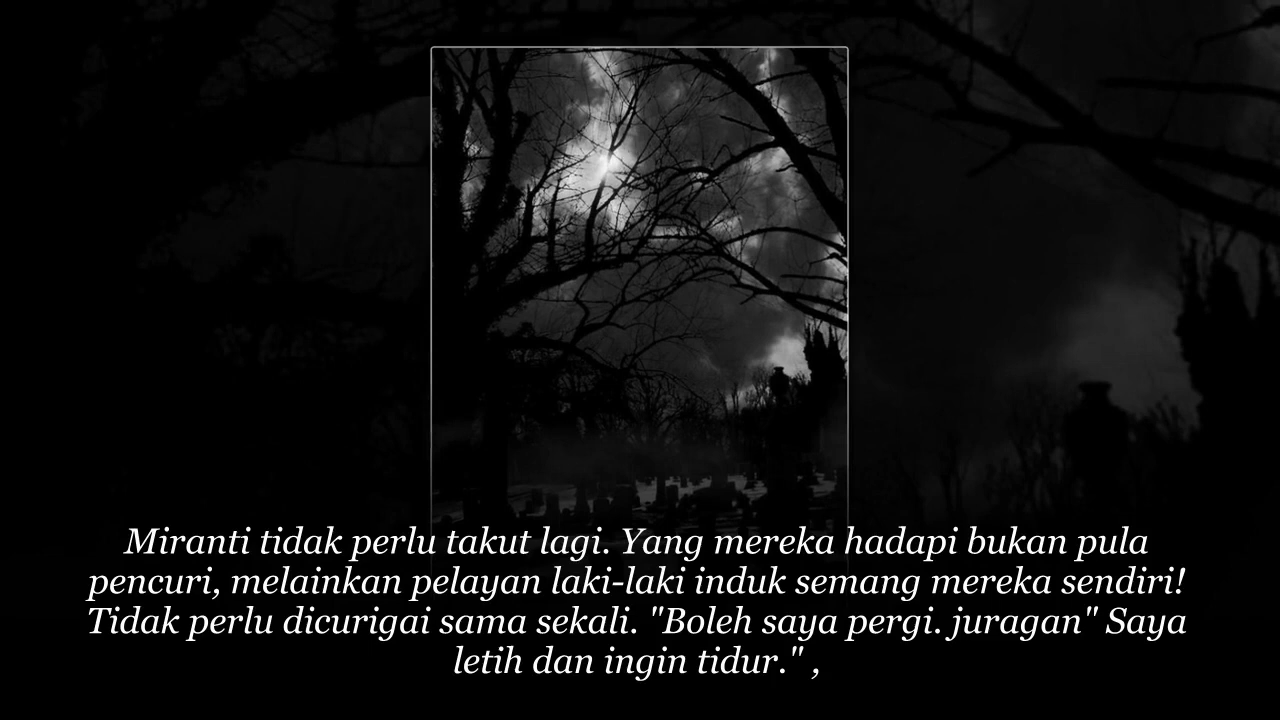 Miranti tidak perlu takut lagi. Yang mereka hadapi bukan pula
pencuri, melainkan pelayan laki-laki induk semang mereka sendiri!
Tidak perlu dicurigai sama sekali. "Boleh saya pergi. juragan" Saya
letih dan ingin tidur." ,